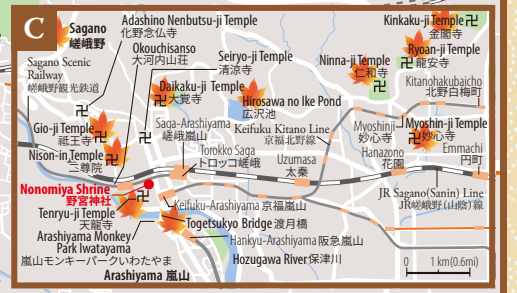 C
Sagano
嵯峨野
Adashino Nenbutsu-ji Temple
化野念仏寺
Okouchisanso
大河内山荘
Seiryo-ji Temple
清涼寺
Kinkaku-ji Temple
金閣寺
Ryoan-ji Temple
龍安寺
Sagano Scenic
Railway
嵯峨野観光鉄道
Daikaku-ji Temple
大覚寺
Ninna-ji Temple
仁和寺
Kitanohakubaicho
北野白梅町
Hirosawa no Ike Pond
広沢池
Gio-ji Temple
祇王寺
Saga-Arashiyama
嵯峨嵐山
Keifuku Kitano Line
京福北野線
Myoshinji
妙心寺
Myoshin-ji Temple
妙心寺
Nison-in Temple
二尊院
Torokko Saga
トロッコ嵯峨
Uzumasa
太秦
Hanazono
花園
Emmachi
円町
Nonomiya Shrine
野宮神社
JR Sagano(Sanin) Line
JR嵯峨野(山陰)線
Tenryu-ji Temple
天龍寺
Keifuku-Arashiyama 京福嵐山
Togetsukyo Bridge 渡月橋
Arashiyama Monkey
Park Iwatayama
嵐山モンキーパークいわたやま
Hankyu-Arashiyama 阪急嵐山
Hozugawa River 保津川
Arashiyama 嵐山
0 1 km(0.6mi)